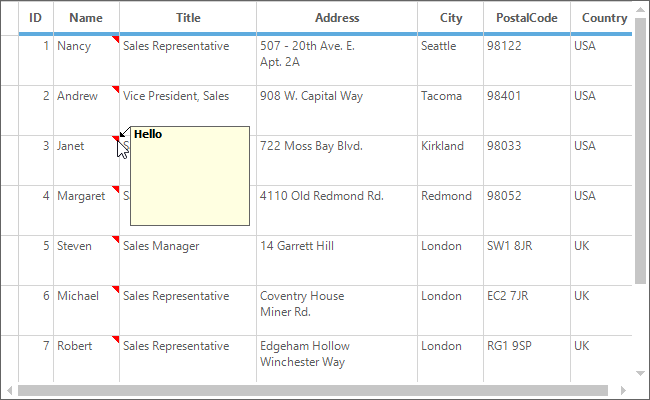 ID Name Title Address City PostalCode Country
1 Nancy Sales Representative 507 - 20th Ave. E. Seattle 98122 USA
Apt. 2A
2 Andrew Vice President, Sales 908 W. Capital Way Tacoma 98401 USA
Hello
3 Janet S 722 Moss Bay Blvd. Kirkland 98033 USA
4 Margaret Sa 4110 Old Redmond Rd. Redmond 98052 USA
5 Steven Sales Manager 14 Garrett Hill London SW1 8JR UK
6 Michael Sales Representative Coventry House London EC2 7JR UK
Miner Rd.
7 Robert Sales Representative Edgeham Hollow London RG1 9SP UK
Winchester Way